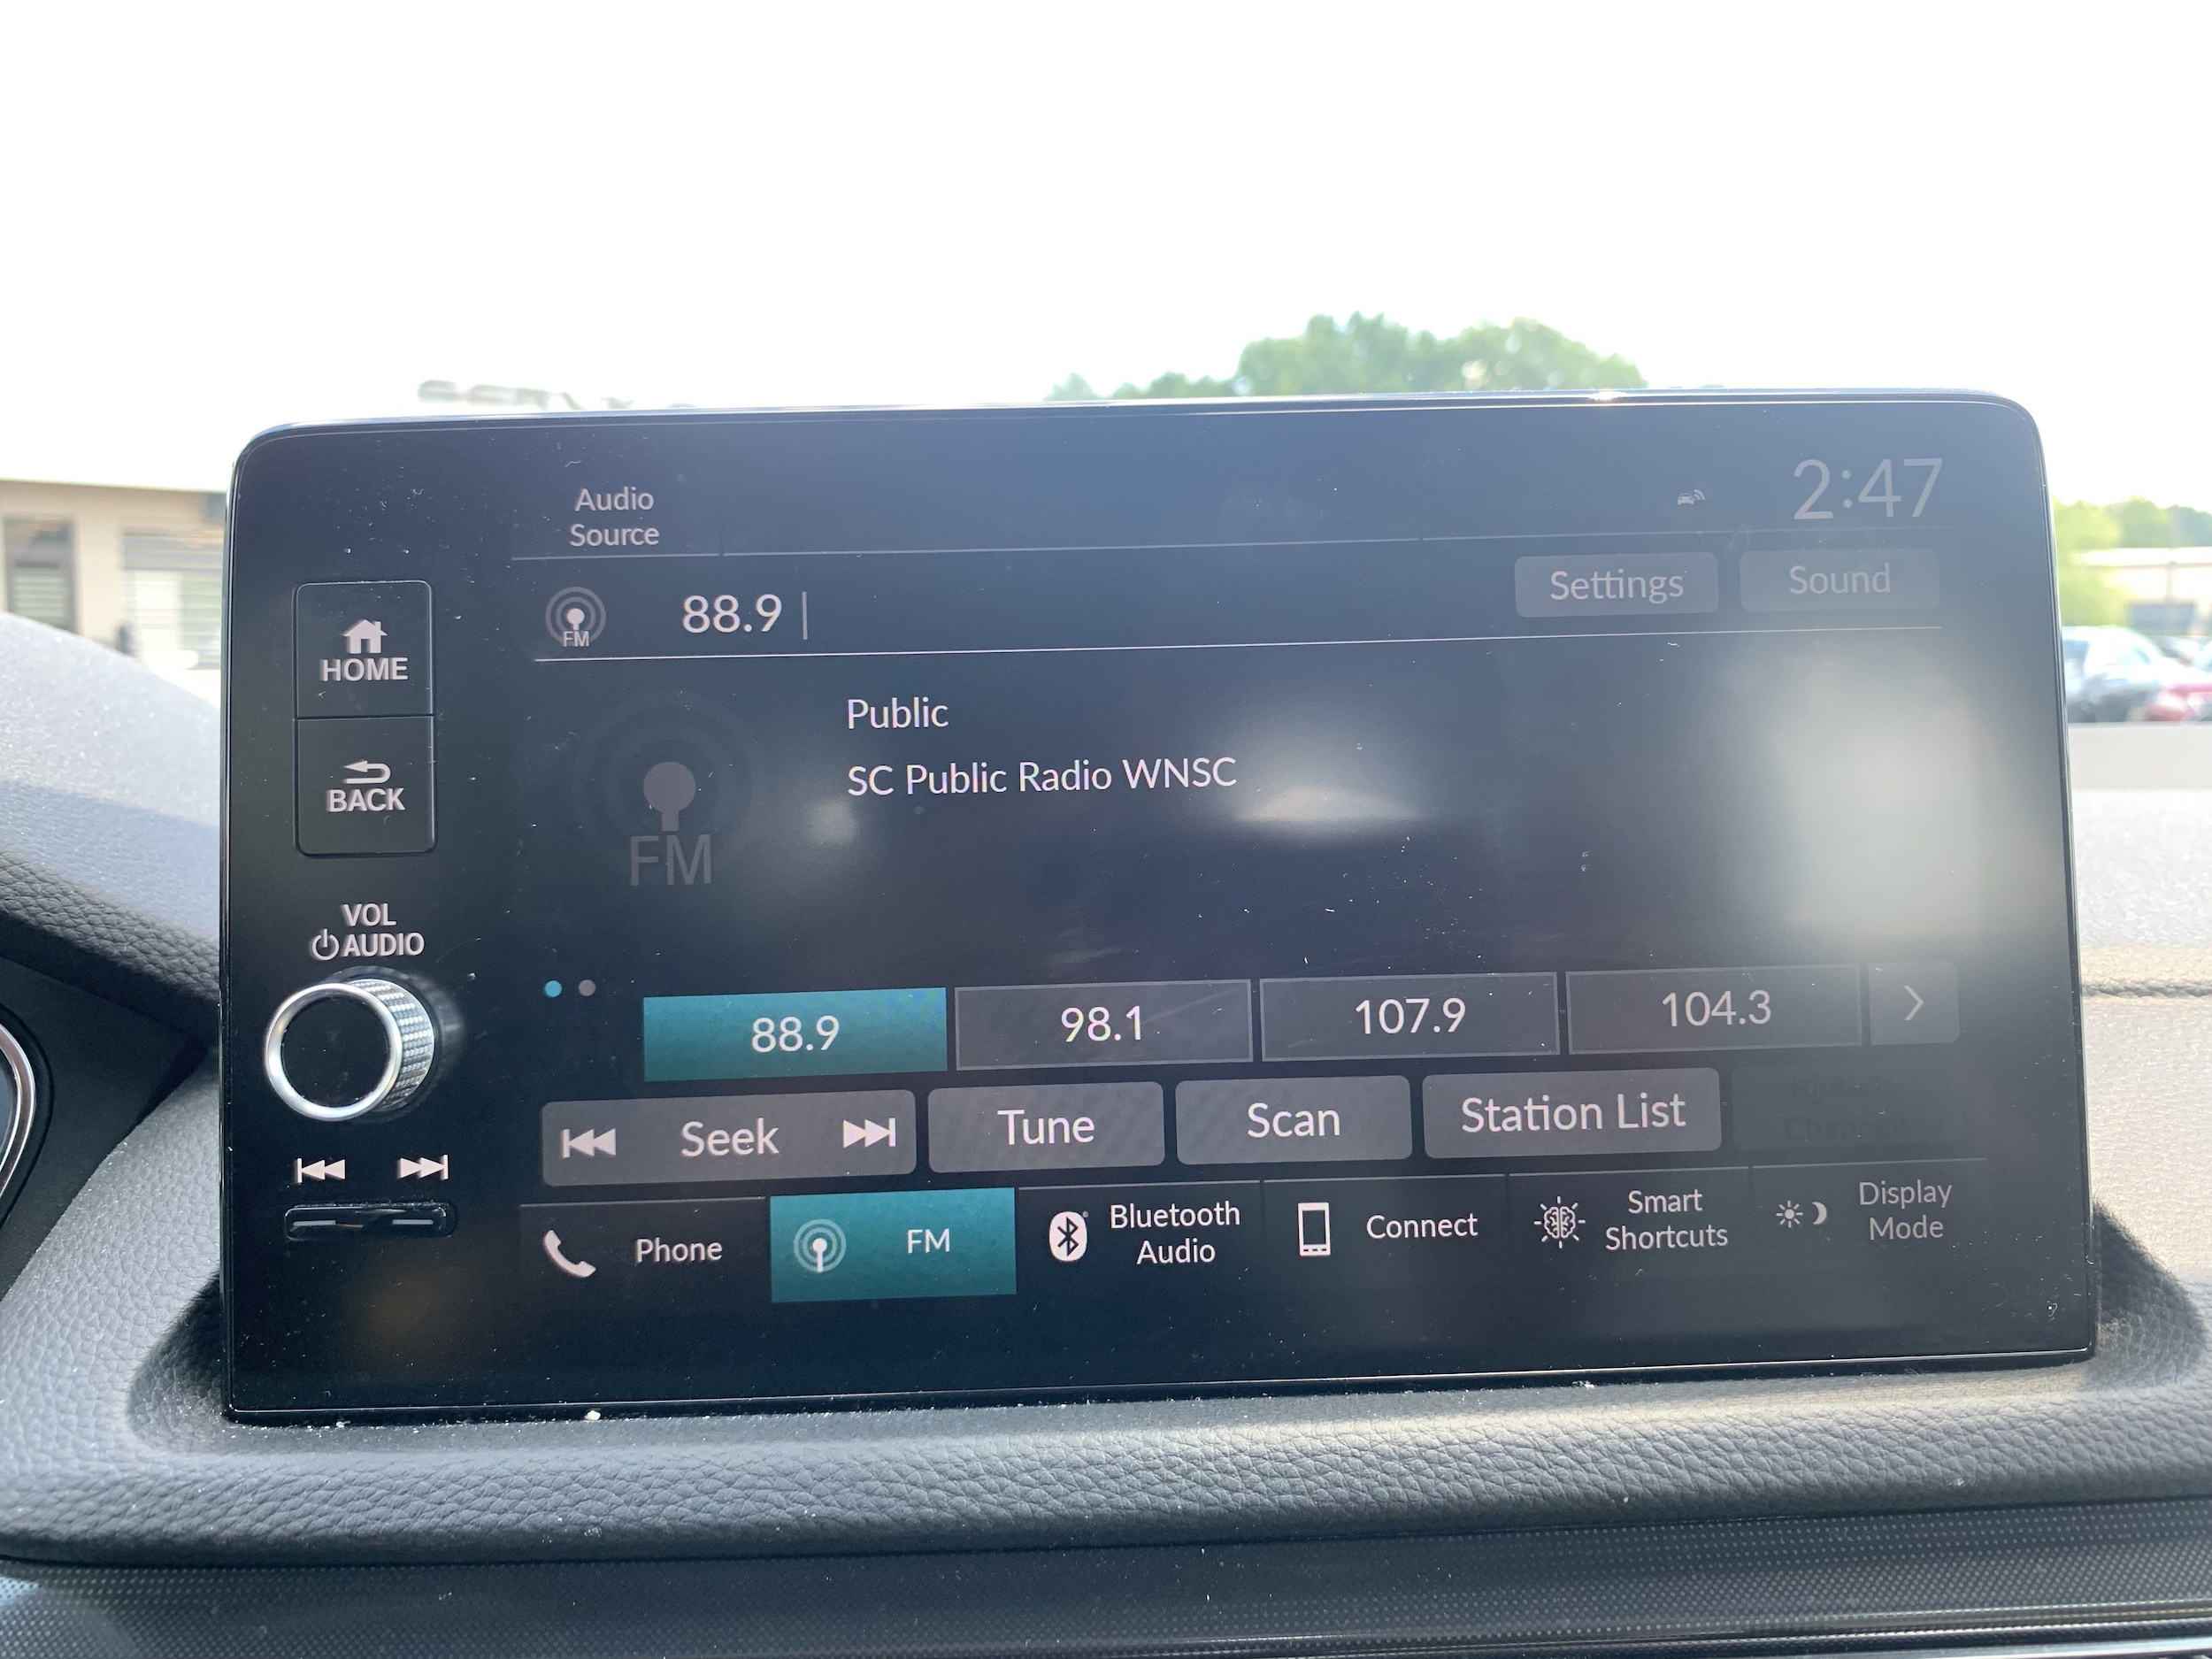 Audio
Source
2:47
FM
88.9
Settings
Sound
HOME
BACK
Public
SC Public Radio WNSC
FM
VOL
AUDIO
88.9
98.1
107.9
104.3
Seek
Tune
Scan
Station List
Phone
FM
Bluetooth
Audio
Connect
Smart
Shortcuts
Display
Mode